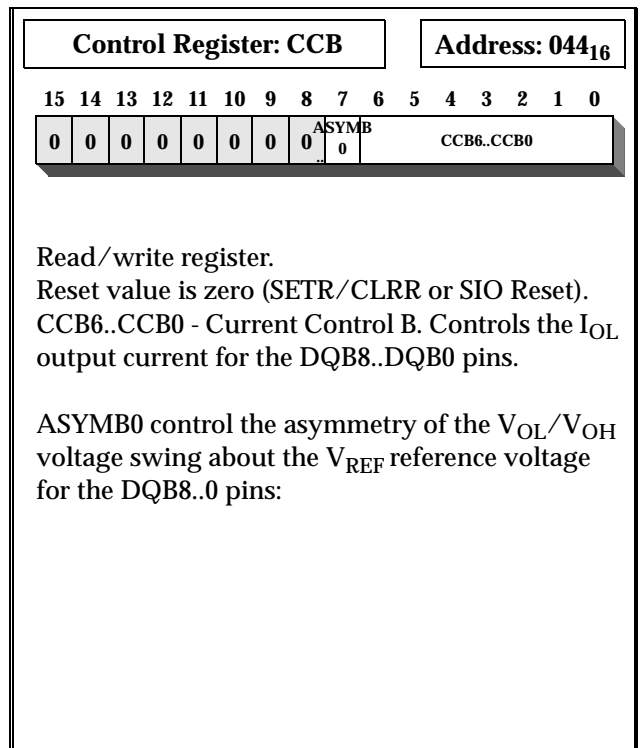 Control Register: CCB
Address: 044₁₆
15 14 13 12 11 10 9 8 7 6 5 4 3 2 1 0
0 0 0 0 0 0 0 0 ASYMB CCB6..CCB0
.. 0
Read/write register.
Reset value is zero (SETR/CLRR or SIO Reset).
CCB6..CCB0 - Current Control B. Controls the I_OL
output current for the DQB8..DQB0 pins.
ASYMB0 control the asymmetry of the V_OL/V_OH
voltage swing about the V_REF reference voltage
for the DQB8..0 pins: